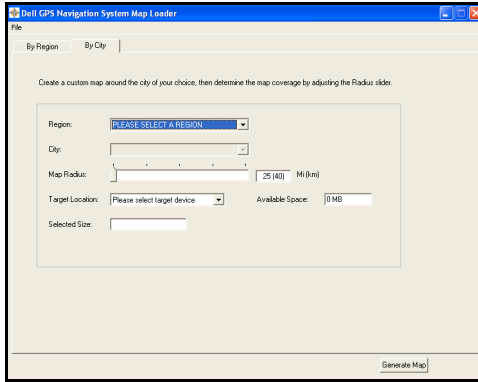 Dell GPS Navigation System Map Loader
File
By Region By City
Create a custom map around the city of your choice, then determine the map coverage by adjusting the Radius slider.
Region: PLEASE SELECT A REGION
City:
Map Radius: 25 (40) Mi (km)
Target Location: Please select target device Available Space: 0 MB
Selected Size:
Generate Map